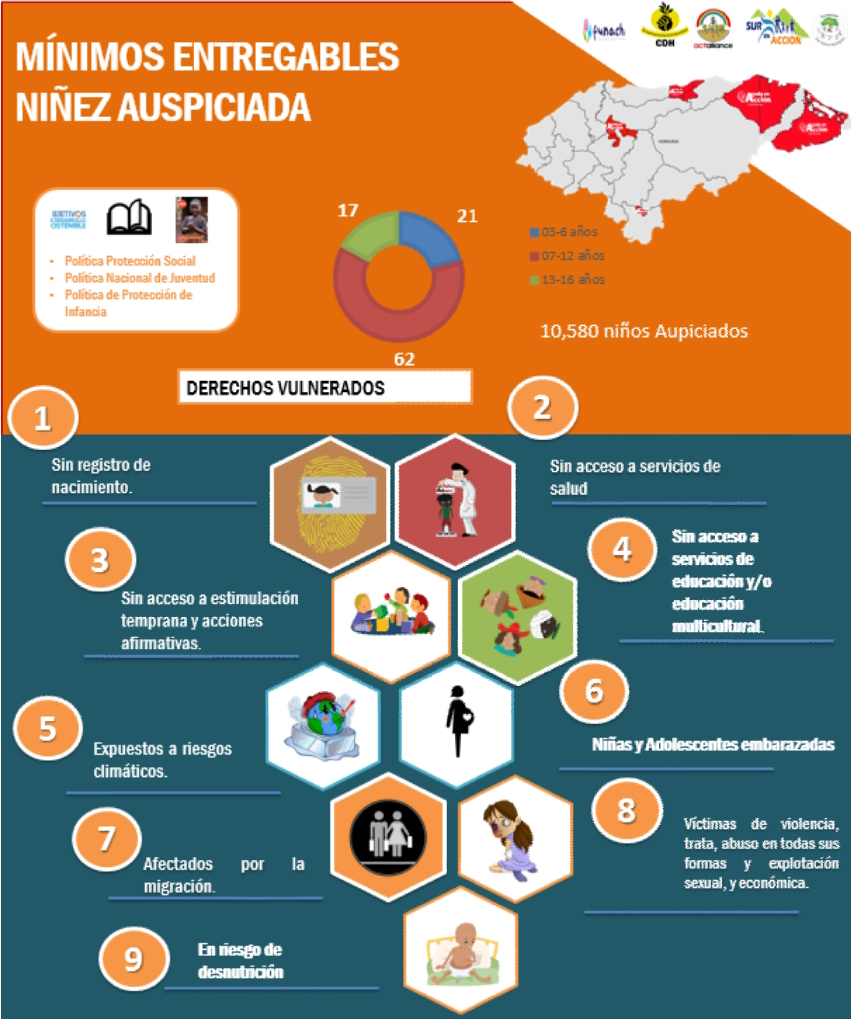 MÍNIMOS ENTREGABLES
NIÑEZ AUSPICIADA
funach
CDH
actalliance
SUR
EN
ACCIÓN
HONDURAS
OBJETIVOS
DE DESARROLLO
SOSTENIBLE
• Política Protección Social
• Política Nacional de Juventud
• Política de Protección de
Infancia
17
21
62
03-6 años
07-12 años
13-16 años
10,580 niños Aupiciados
DERECHOS VULNERADOS
1
Sin registro de
nacimiento.
2
Sin acceso a servicios de
salud
3
Sin acceso a estimulación
temprana y acciones
afirmativas.
4
Sin acceso a
servicios de
educación y/o
educación
multicultural.
5
Expuestos a riesgos
climáticos.
6
Niñas y Adolescentes embarazadas
7
Afectados por la
migración.
8
Víctimas de violencia,
trata, abuso en todas sus
formas y explotación
sexual, y económica.
9
En riesgo de
desnutrición